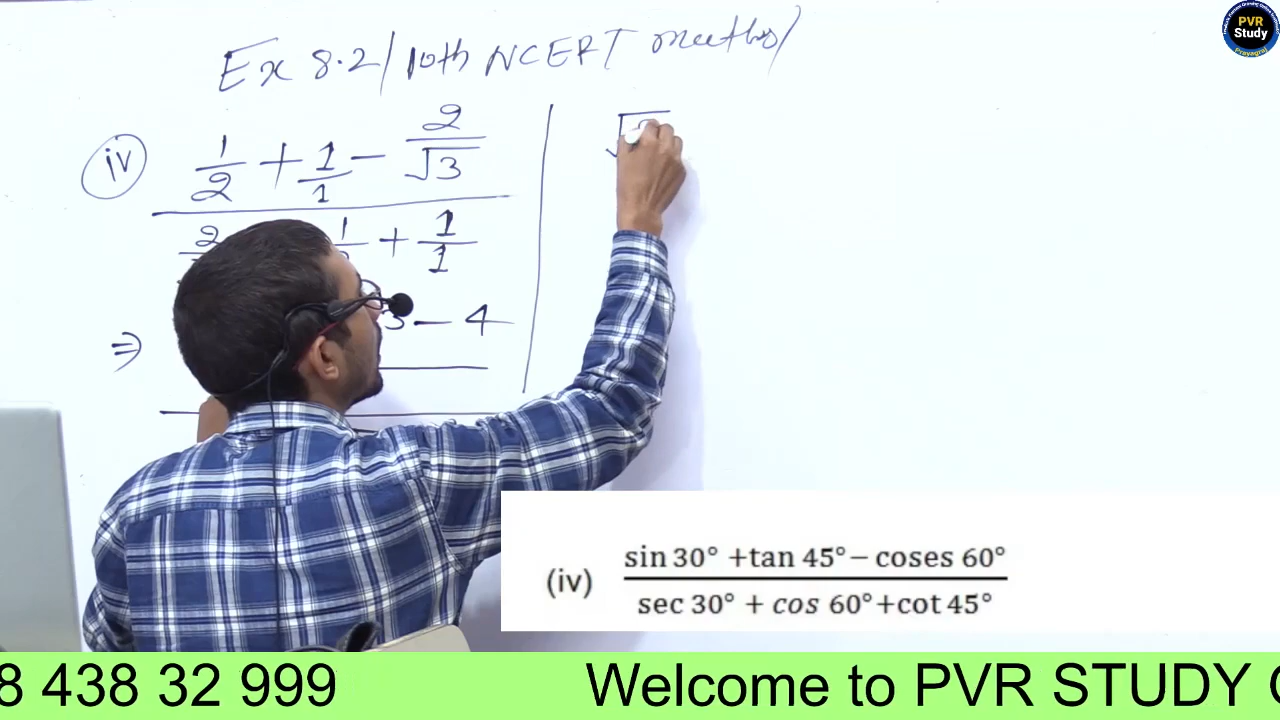 PVR
Study
Prayagraj
Ex 8.2/10th NCERT
iv 1/2 + 1/1 - 2/√3
2 1 + 1/1
⇒ - 4
√
(iv) sin 30° +tan 45°− coses 60°
sec 30° + cos 60°+cot 45°
8 438 32 999 Welcome to PVR STUDY